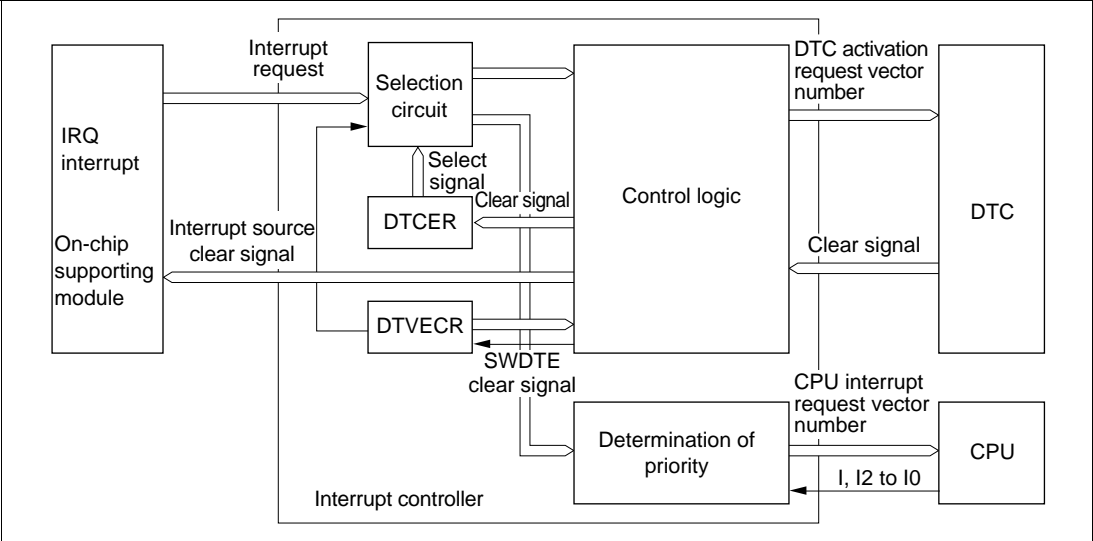 Interrupt
request
DTC activation
request vector
number
Selection
circuit
IRQ
interrupt
Select
signal
Control logic
DTCER
Clear signal
DTC
Interrupt source
clear signal
On-chip
supporting
module
Clear signal
DTVECR
SWDTE
clear signal
CPU interrupt
request vector
number
Determination of
priority
CPU
I, I2 to I0
Interrupt controller